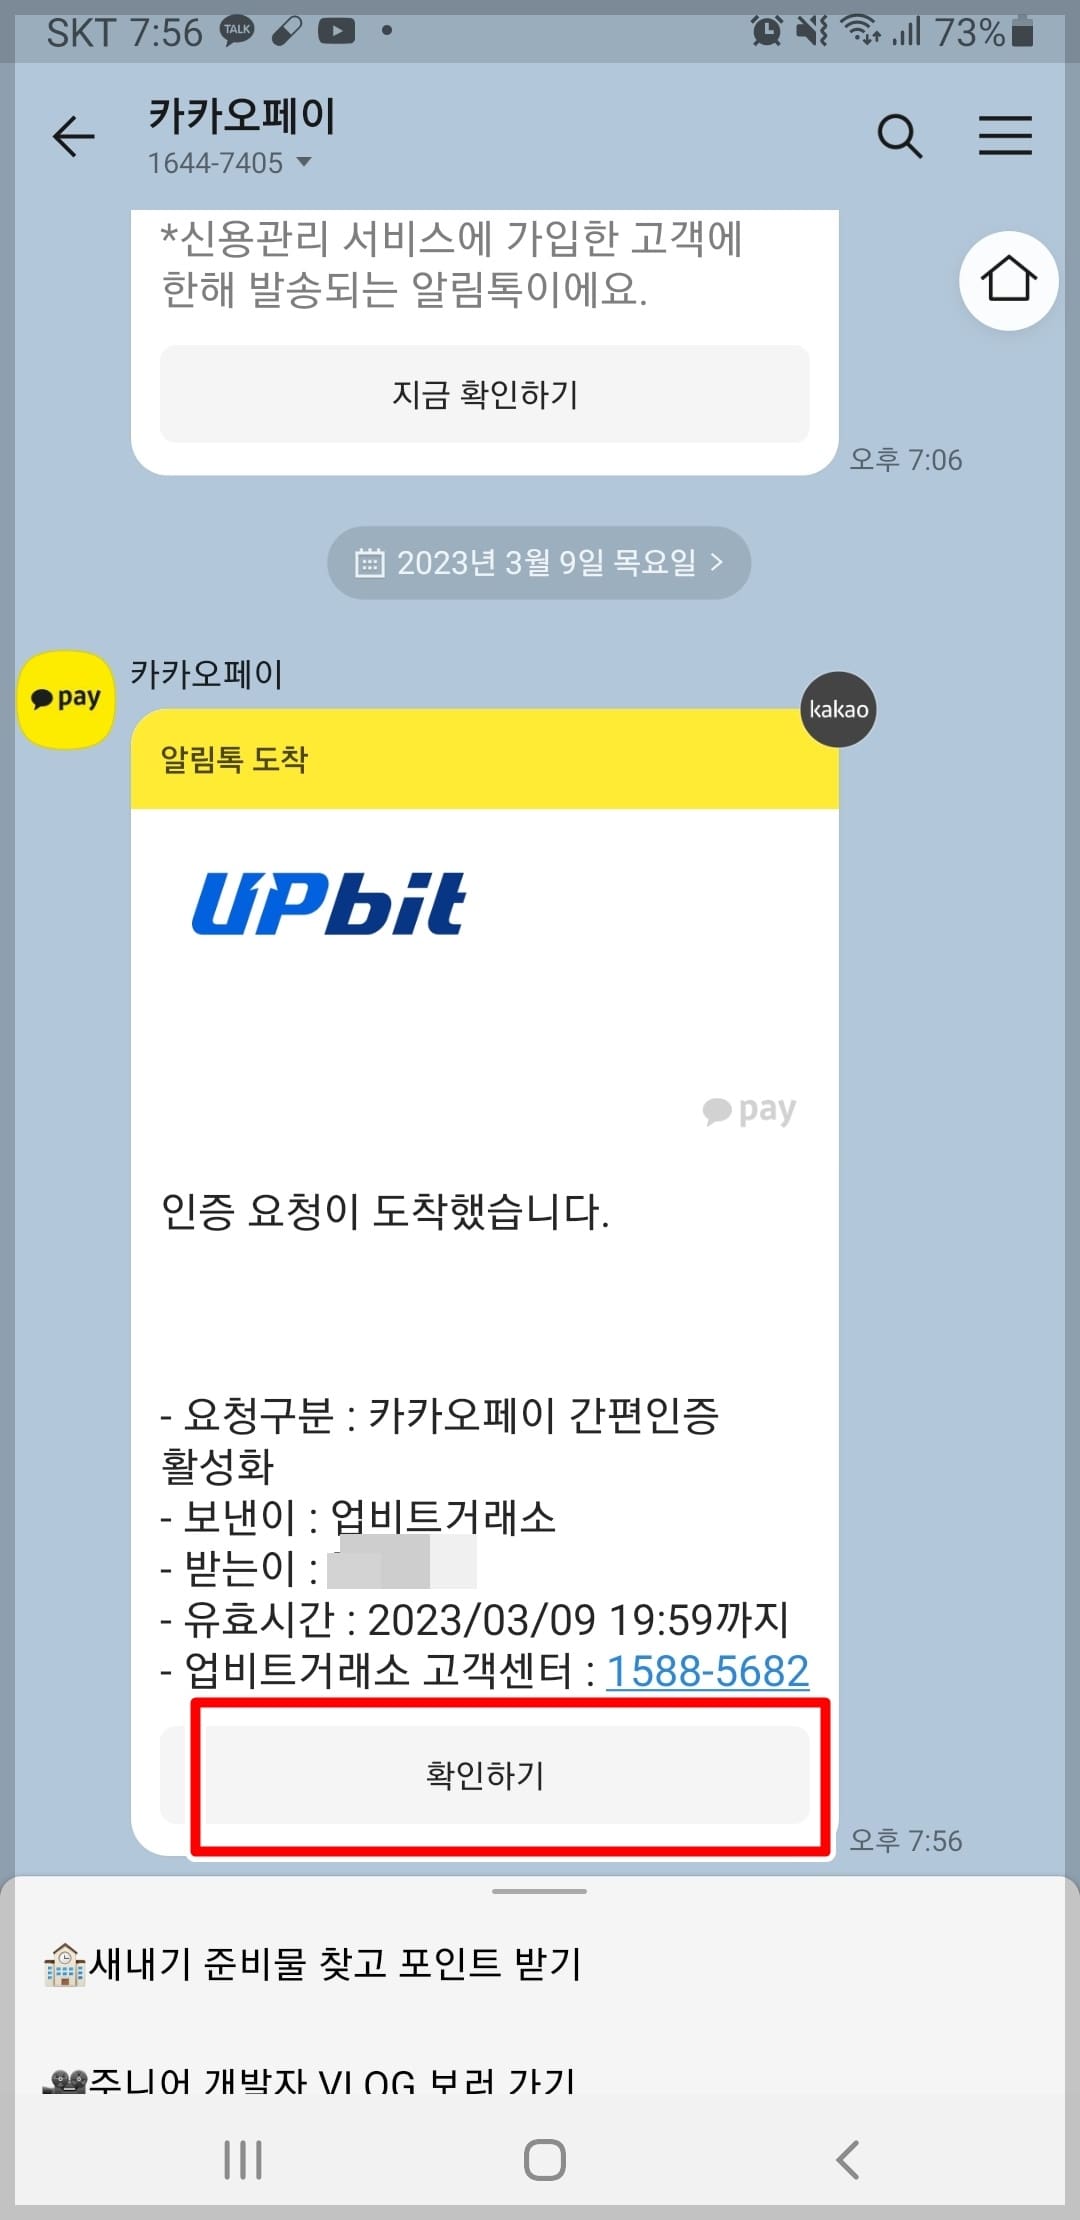 SKT 7:56 TALK 73%
카카오페이
1644-7405
*신용관리 서비스에 가입한 고객에
한해 발송되는 알림톡이에요.
지금 확인하기
오후 7:06
2023년 3월 9일 목요일 >
pay 카카오페이
kakao
알림톡 도착
UPbit
pay
인증 요청이 도착했습니다.
- 요청구분 : 카카오페이 간편인증
활성화
- 보낸이 : 업비트거래소
- 받는이 :
- 유효시간 : 2023/03/09 19:59까지
- 업비트거래소 고객센터 : 1588-5682
확인하기
오후 7:56
새내기 준비물 찾고 포인트 받기
주니어 개발자 VLOG 보러 가기